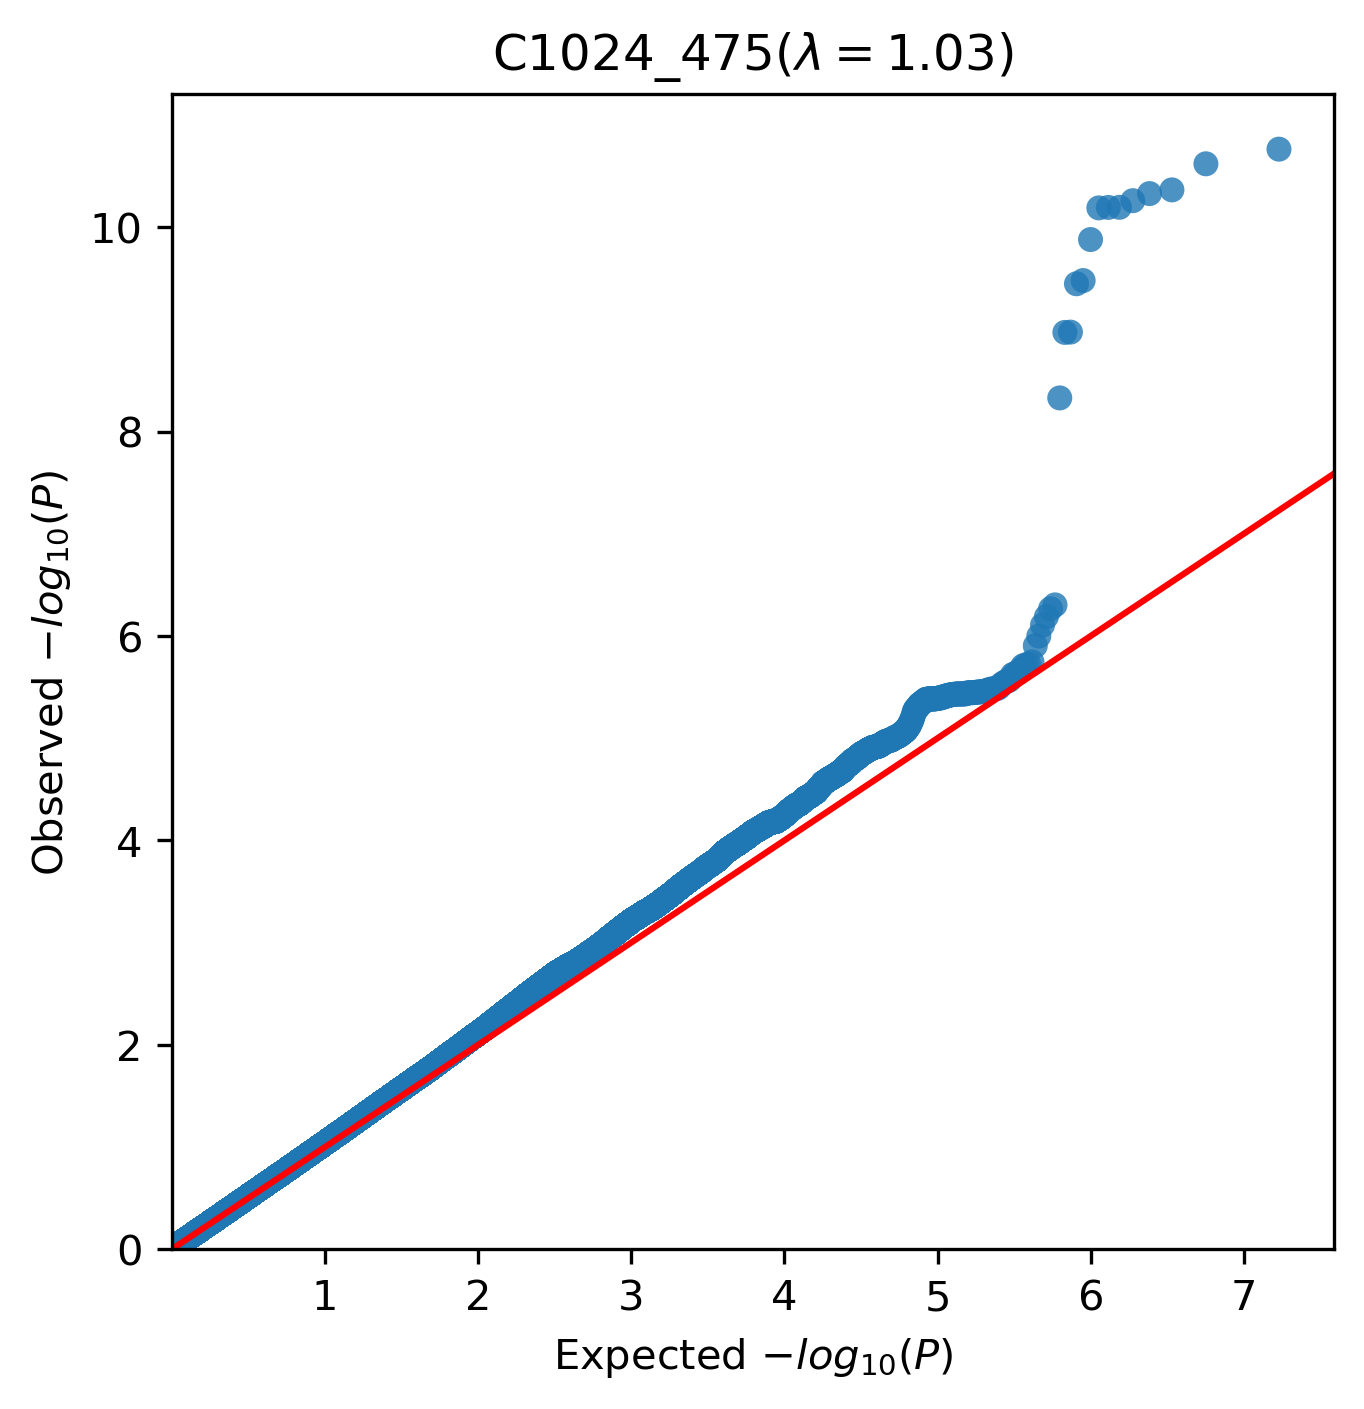 C1024_475(λ = 1.03)
Observed −log₁₀(P)
10
8
6
4
2
0
1 2 3 4 5 6 7
Expected −log₁₀(P)